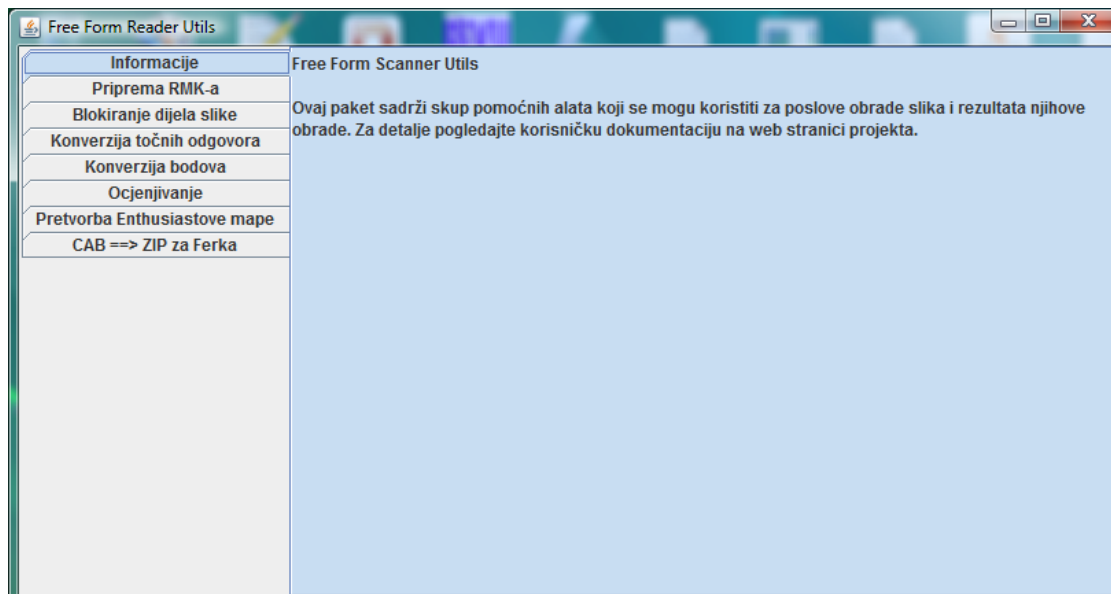 Free Form Reader Utils
Informacije
Priprema RMK-a
Blokiranje dijela slike
Konverzija točnih odgovora
Konverzija bodova
Ocjenjivanje
Pretvorba Enthusiastove mape
CAB ==> ZIP za Ferka
Free Form Scanner Utils
Ovaj paket sadrži skup pomoćnih alata koji se mogu koristiti za poslove obrade slika i rezultata njihove
obrade. Za detalje pogledajte korisničku dokumentaciju na web stranici projekta.